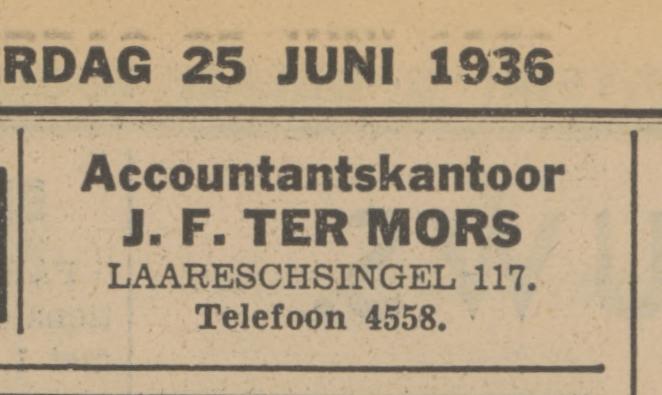 RDAG 25 JUNI 1936
Accountantskantoor
J. F. TER MORS
LAARESCHSINGEL 117.
Telefoon 4558.